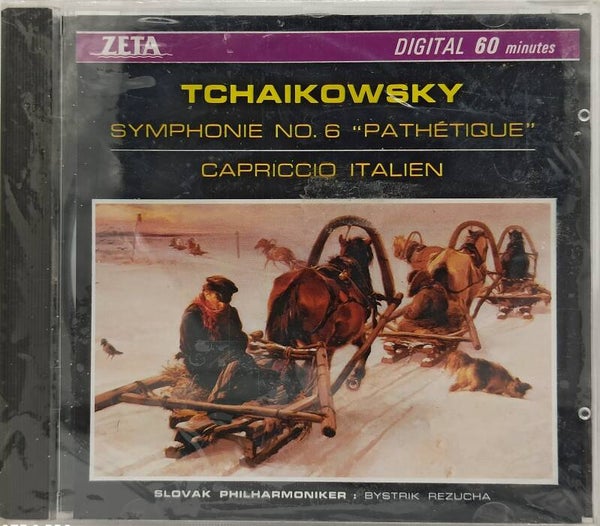 ZETA DIGITAL 60 minutes
TCHAIKOWSKY
SYMPHONIE NO. 6 "PATHÉTIQUE"
CAPRICCIO ITALIEN
SLOVAK PHILHARMONIKER : BYSTRIK REZUCHA